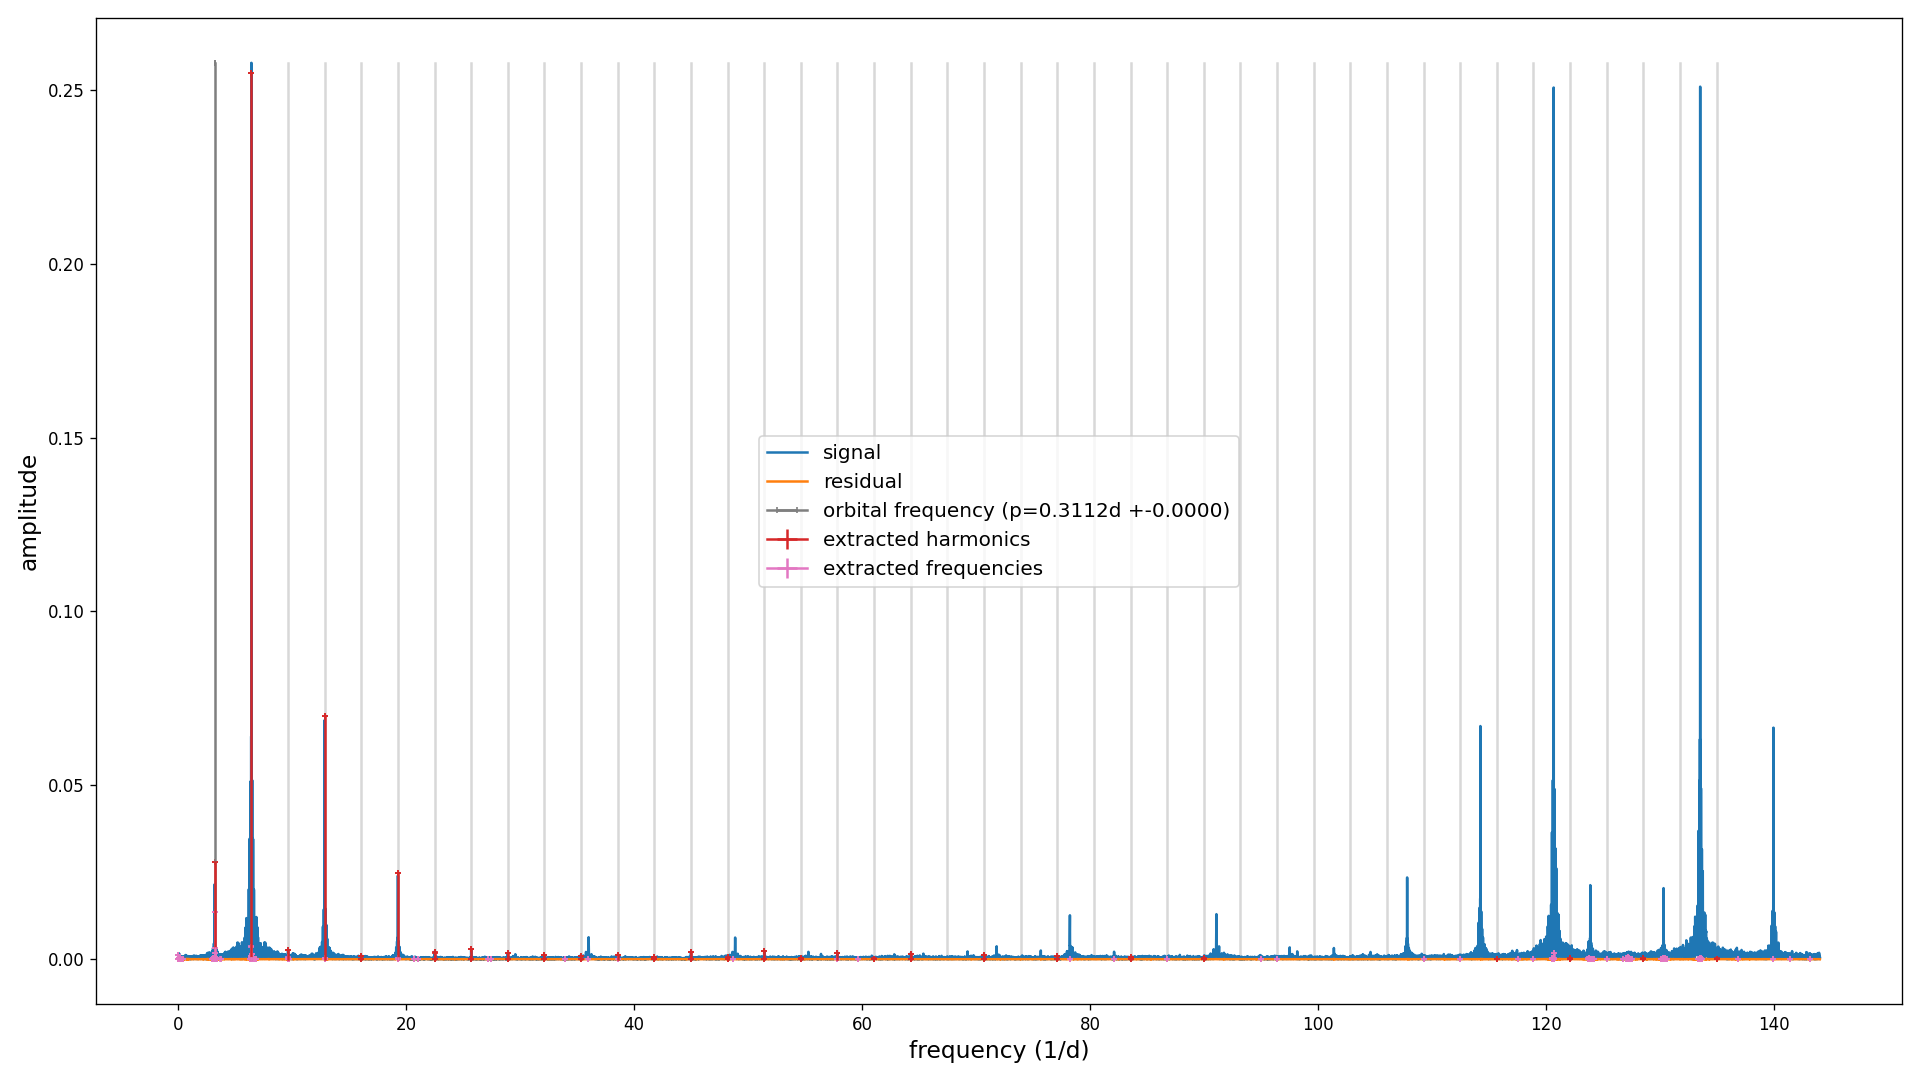 0.25
0.20
0.15
0.10
0.05
0.00
amplitude
signal
residual
orbital frequency (p=0.3112d +-0.0000)
extracted harmonics
extracted frequencies
0 20 40 60 80 100 120 140
frequency (1/d)